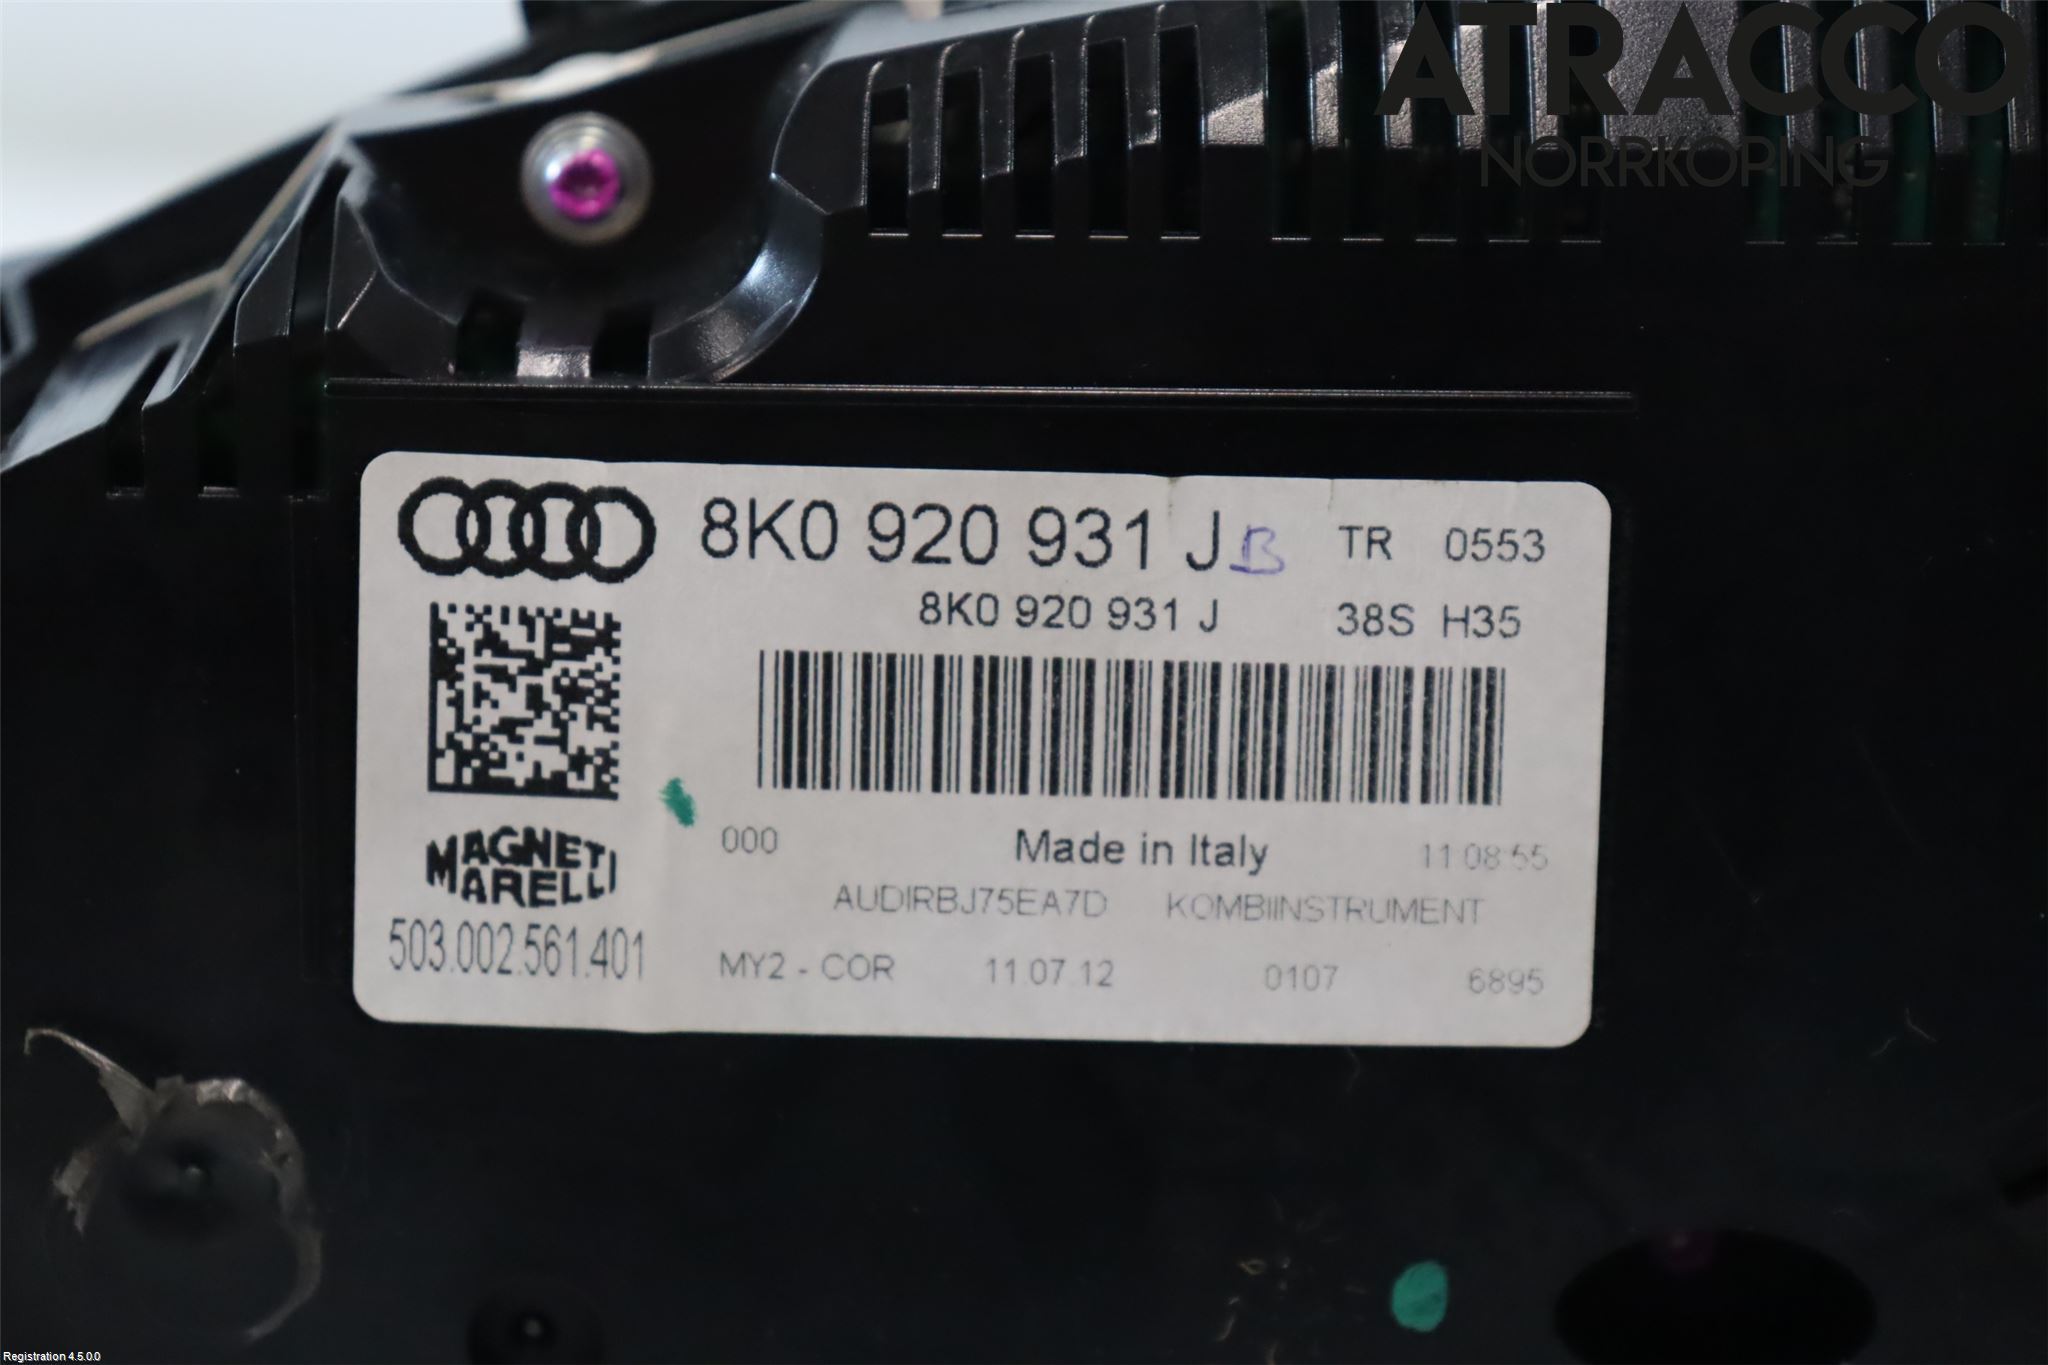 ATRACCO
NORRKÖPING
8K0 920 931 J B TR 0553
8K0 920 931 J 38S H35
000 Made in Italy 11:08:55
MAGNETI
MARELLI
AUDIRBJ75EA7D KOMBIINSTRUMENT
503.002.561.401
MY2 - COR 11.07.12 0107 6895
Registration 4.5.0.0